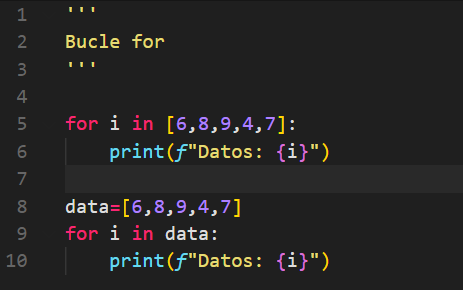 1 '''
2 Bucle for
3 '''
4
5 for i in [6,8,9,4,7]:
6     print(f"Datos: {i}")
7
8 data=[6,8,9,4,7]
9 for i in data:
10     print(f"Datos: {i}")